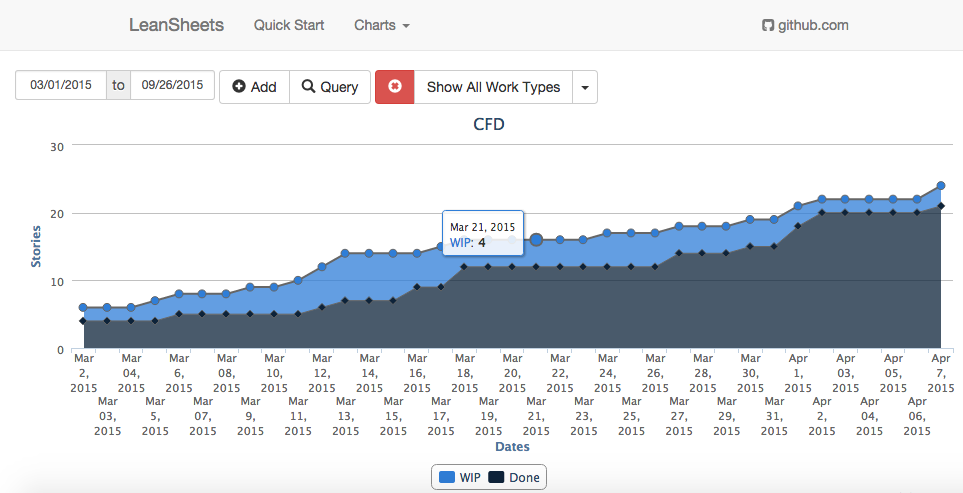 LeanSheets Quick Start Charts github.com
03/01/2015 to 09/26/2015 Add Query Show All Work Types
CFD
30
20
10
0
Stories
Mar 21, 2015
WIP: 4
Mar Mar Mar Mar Mar Mar Mar Mar Mar Mar Mar Mar Mar Mar Mar Apr Apr Apr Apr
2, 04, 6, 08, 10, 12, 14, 16, 18, 20, 22, 24, 26, 28, 30, 1, 03, 05, 7,
2015 2015 2015 2015 2015 2015 2015 2015 2015 2015 2015 2015 2015 2015 2015 2015 2015 2015 2015
Mar Mar Mar Mar Mar Mar Mar Mar Mar Mar Mar Mar Mar Mar Mar Apr Apr Apr
03, 5, 07, 9, 11, 13, 15, 17, 19, 21, 23, 25, 27, 29, 31, 2, 04, 06,
2015 2015 2015 2015 2015 2015 2015 2015 2015 2015 2015 2015 2015 2015 2015 2015 2015 2015
Dates
WIP Done